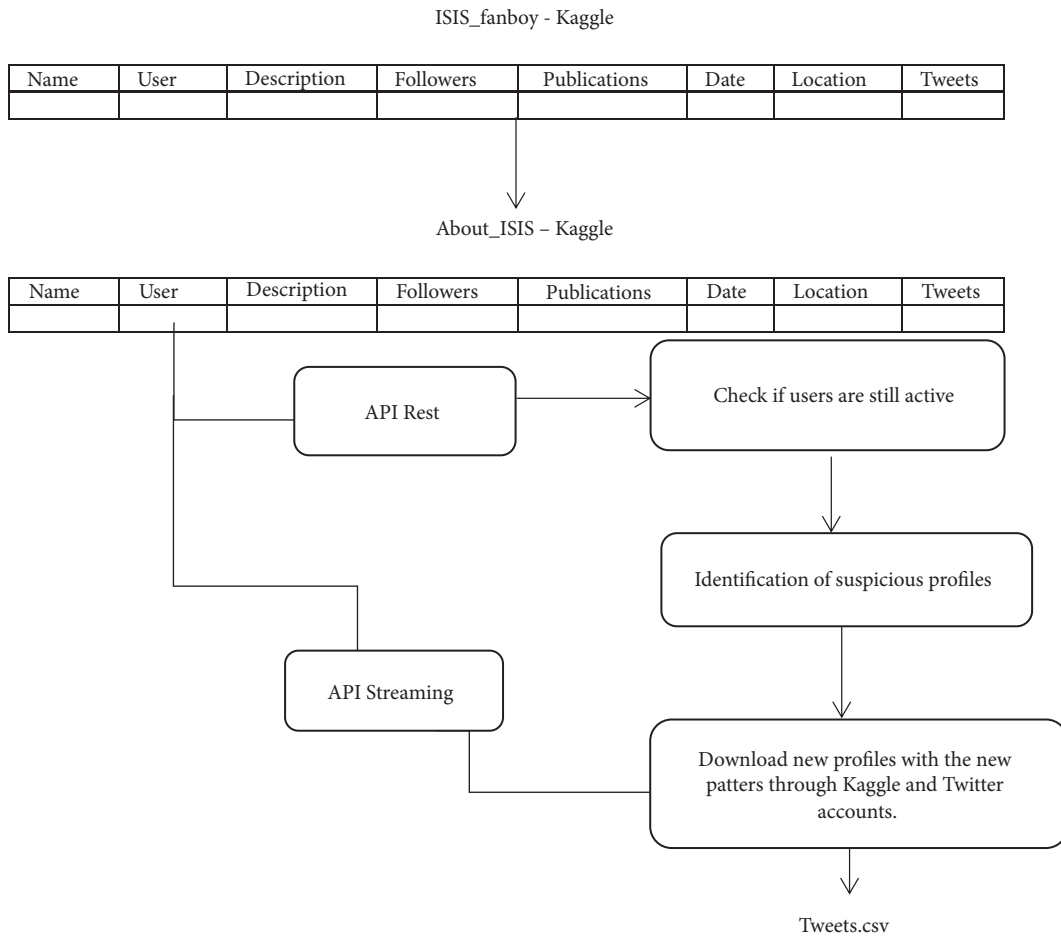 ISIS_fanboy - Kaggle
Name User Description Followers Publications Date Location Tweets
About_ISIS – Kaggle
Name User Description Followers Publications Date Location Tweets
API Rest
Check if users are still active
Identification of suspicious profiles
API Streaming
Download new profiles with the new
patters through Kaggle and Twitter
accounts.
Tweets.csv